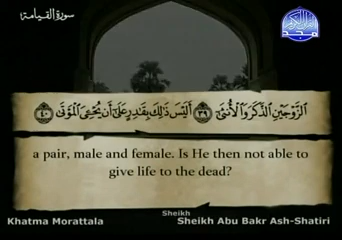 سورة القيامة
مجد
ٱلزَّوۡجَيۡنِ ٱلذَّكَرَ وَٱلۡأُنثَىٰٓ ٣٩ أَلَيۡسَ ذَٰلِكَ بِقَٰدِرٍ عَلَىٰٓ أَن يُحۡـِۧيَ ٱلۡمَوۡتَىٰ ٤٠
a pair, male and female. Is He then not able to
give life to the dead?
Sheikh
Khatma Morattala Sheikh Abu Bakr Ash-Shatiri